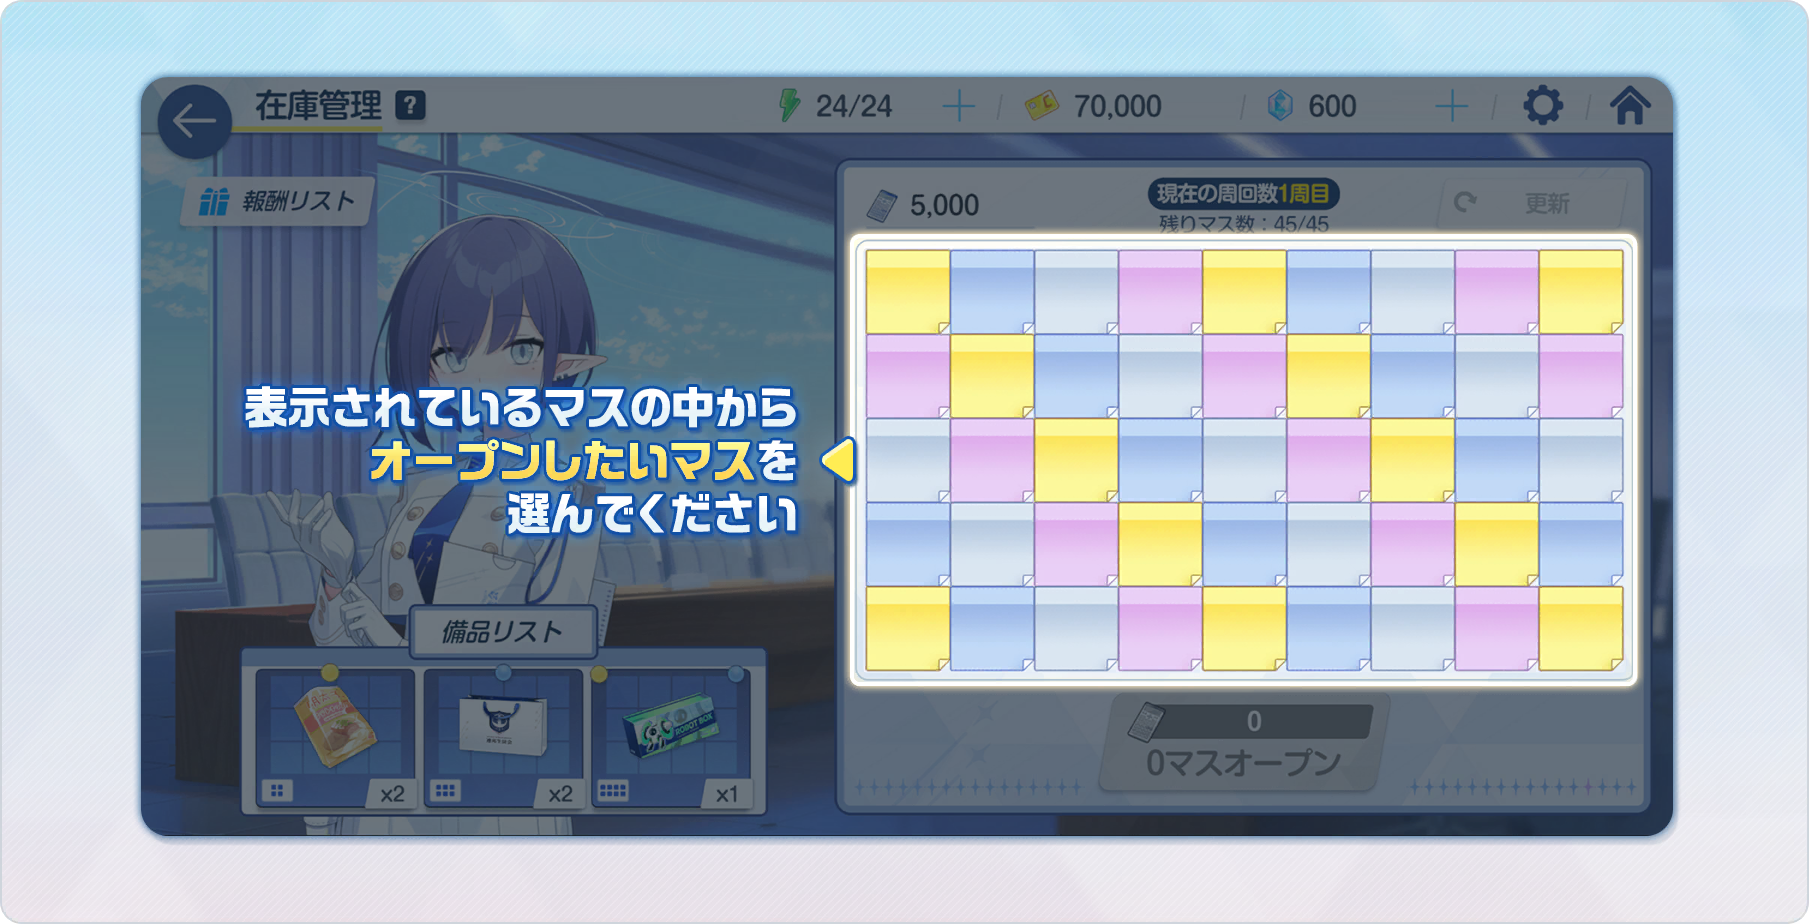 在庫管理 ?
24/24
70,000
600
報酬リスト
5,000
現在の周回数1周目
残りマス数：45/45
更新
表示されているマスの中から
オープンしたいマスを
選んでください
備品リスト
ROBOT BOX
x2
x2
x1
0
0マスオープン